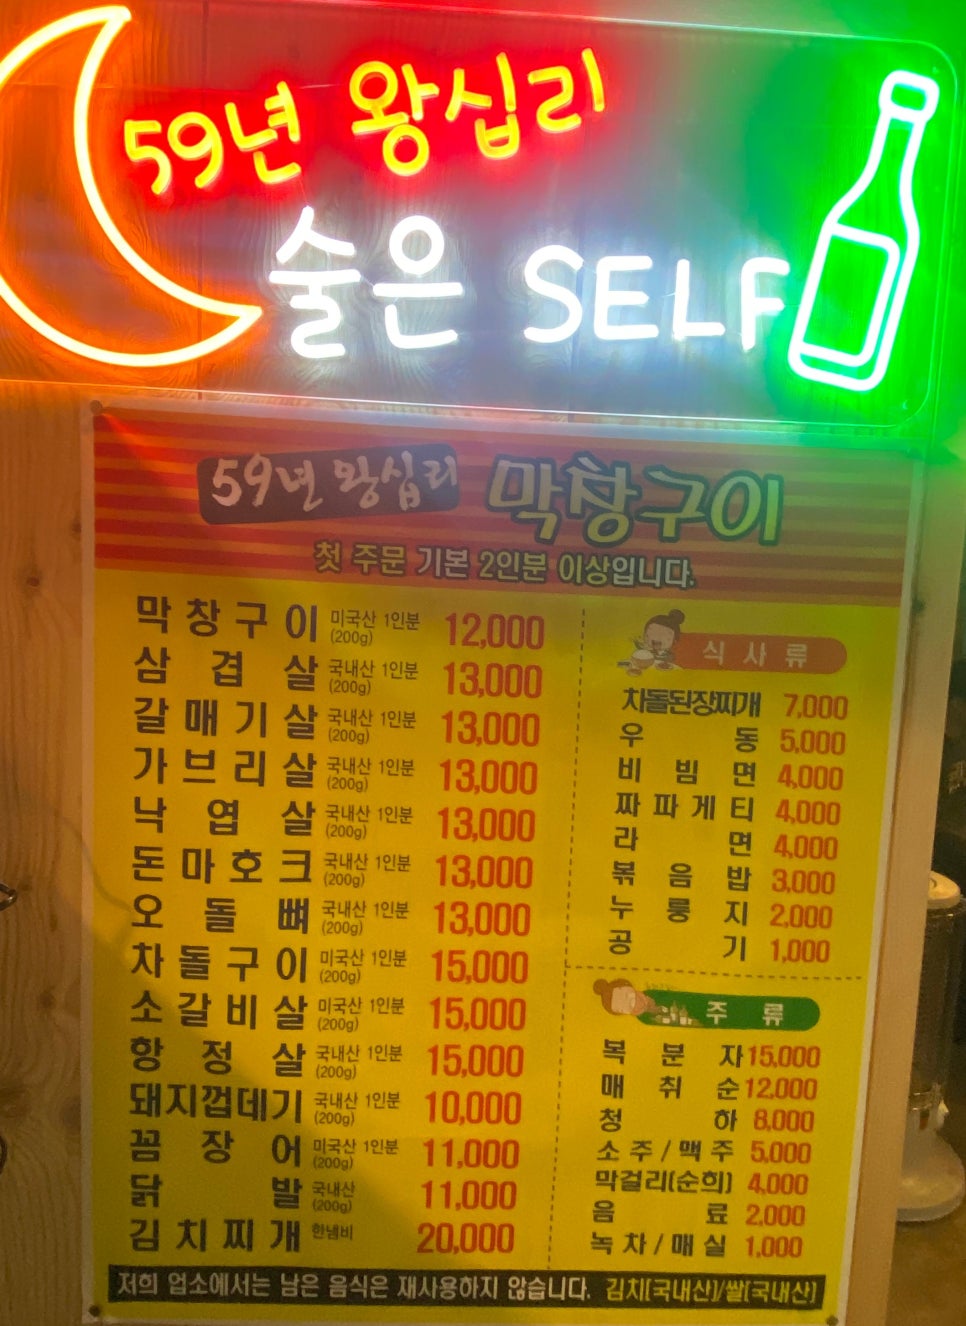 59년 왕십리
술은 SELF
59년 왕십리 막창구이
첫 주문 기본 2인분 이상입니다.
막창구이 미국산 1인분 (200g) 12,000
삼겹살 국내산 1인분 (200g) 13,000
갈매기살 국내산 1인분 (200g) 13,000
가브리살 국내산 1인분 (200g) 13,000
낙엽살 국내산 1인분 (200g) 13,000
돈마호크 국내산 1인분 (200g) 13,000
오돌뼈 국내산 1인분 (200g) 13,000
차돌구이 미국산 1인분 (200g) 15,000
소갈비살 미국산 1인분 (200g) 15,000
항정살 국내산 1인분 (200g) 15,000
돼지껍데기 국내산 1인분 (200g) 10,000
꼼장어 미국산 1인분 (200g) 11,000
닭발 국내산 (200g) 11,000
김치찌개 한냄비 20,000
식사류
차돌된장찌개 7,000
우동 5,000
비빔면 4,000
짜파게티 4,000
라면 4,000
볶음밥 3,000
누룽지 2,000
공기 1,000
주류
복분자 15,000
매취순 12,000
청하 8,000
소주/맥주 5,000
막걸리(순희) 4,000
음료 2,000
녹차/매실 1,000
저희 업소에서는 남은 음식은 재사용하지 않습니다. 김치[국내산]/쌀[국내산]